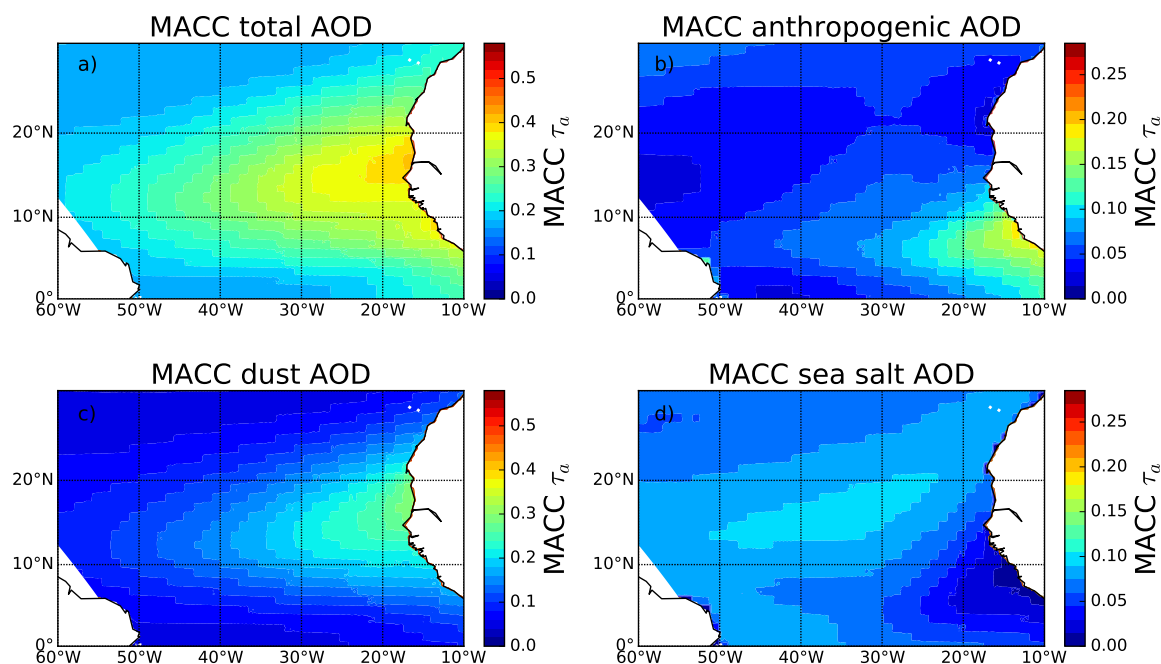 MACC total AOD
a)
20°N
10°N
0°
60°W 50°W 40°W 30°W 20°W 10°W
0.5
0.4
0.3
0.2
0.1
0.0
MACC τa
MACC anthropogenic AOD
b)
20°N
10°N
0°
60°W 50°W 40°W 30°W 20°W 10°W
0.25
0.20
0.15
0.10
0.05
0.00
MACC τa
MACC dust AOD
c)
20°N
10°N
0°
60°W 50°W 40°W 30°W 20°W 10°W
0.5
0.4
0.3
0.2
0.1
0.0
MACC τa
MACC sea salt AOD
d)
20°N
10°N
0°
60°W 50°W 40°W 30°W 20°W 10°W
0.25
0.20
0.15
0.10
0.05
0.00
MACC τa